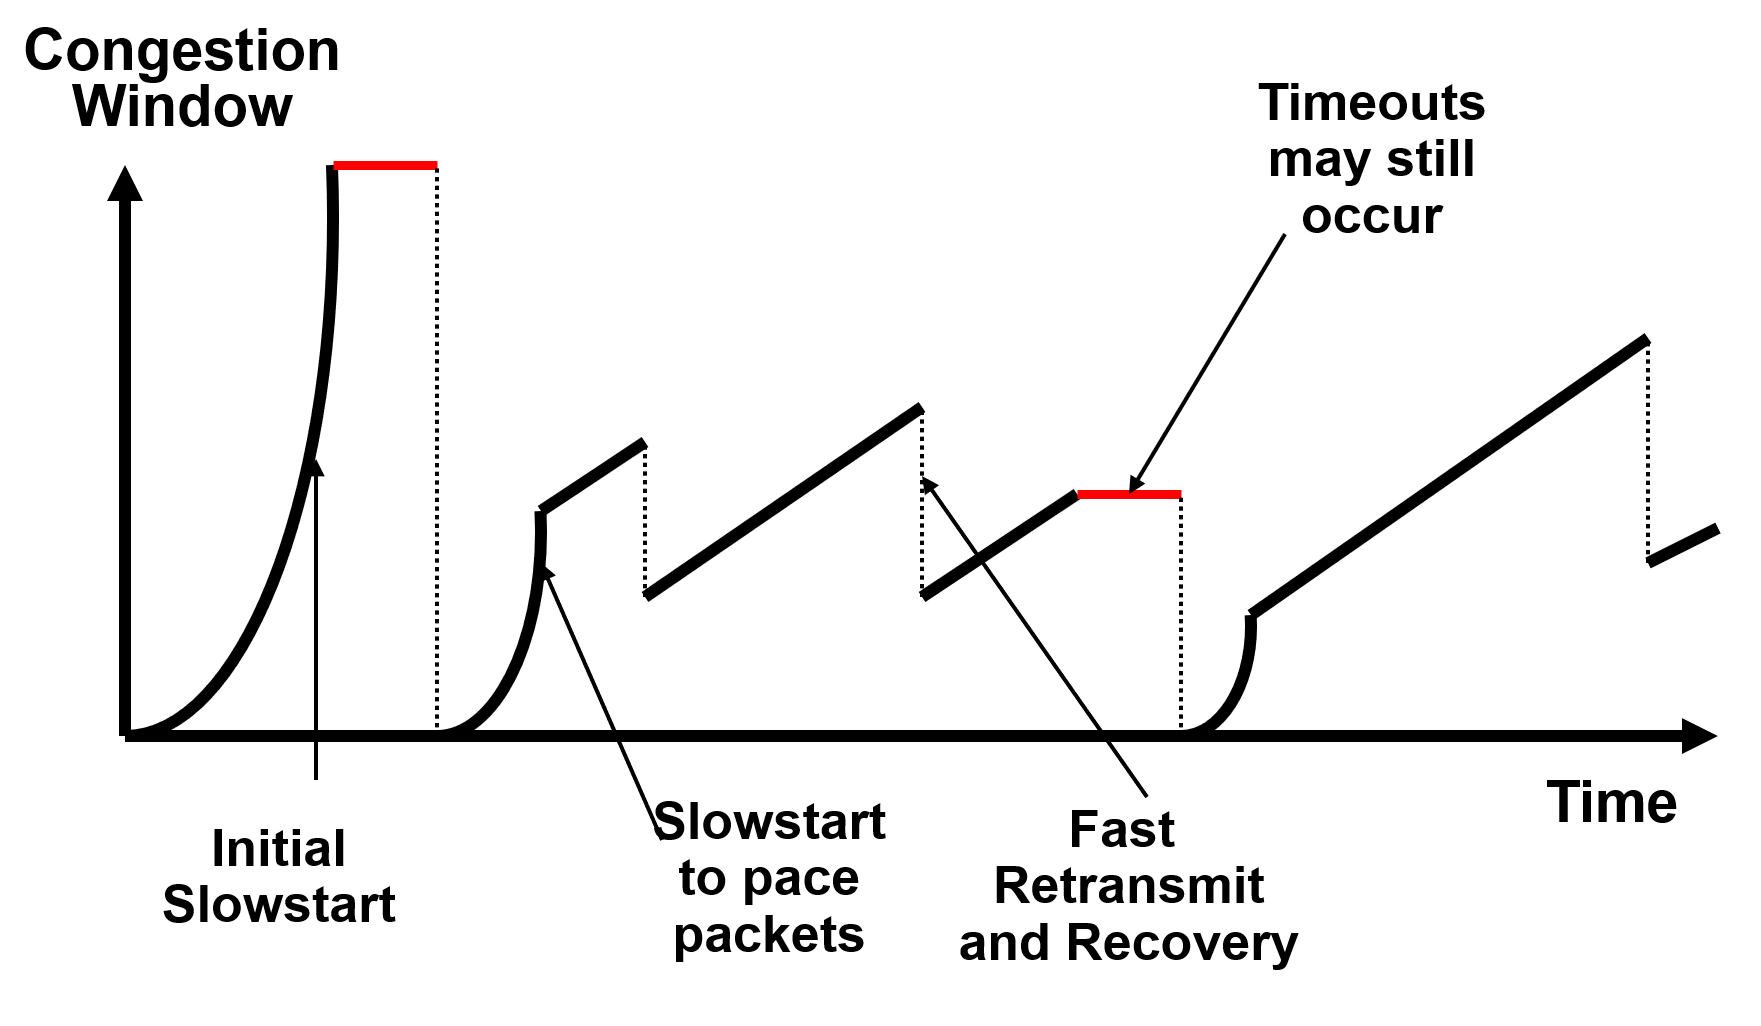 Congestion
Window
Timeouts
may still
occur
Time
Initial
Slowstart
Slowstart
to pace
packets
Fast
Retransmit
and Recovery